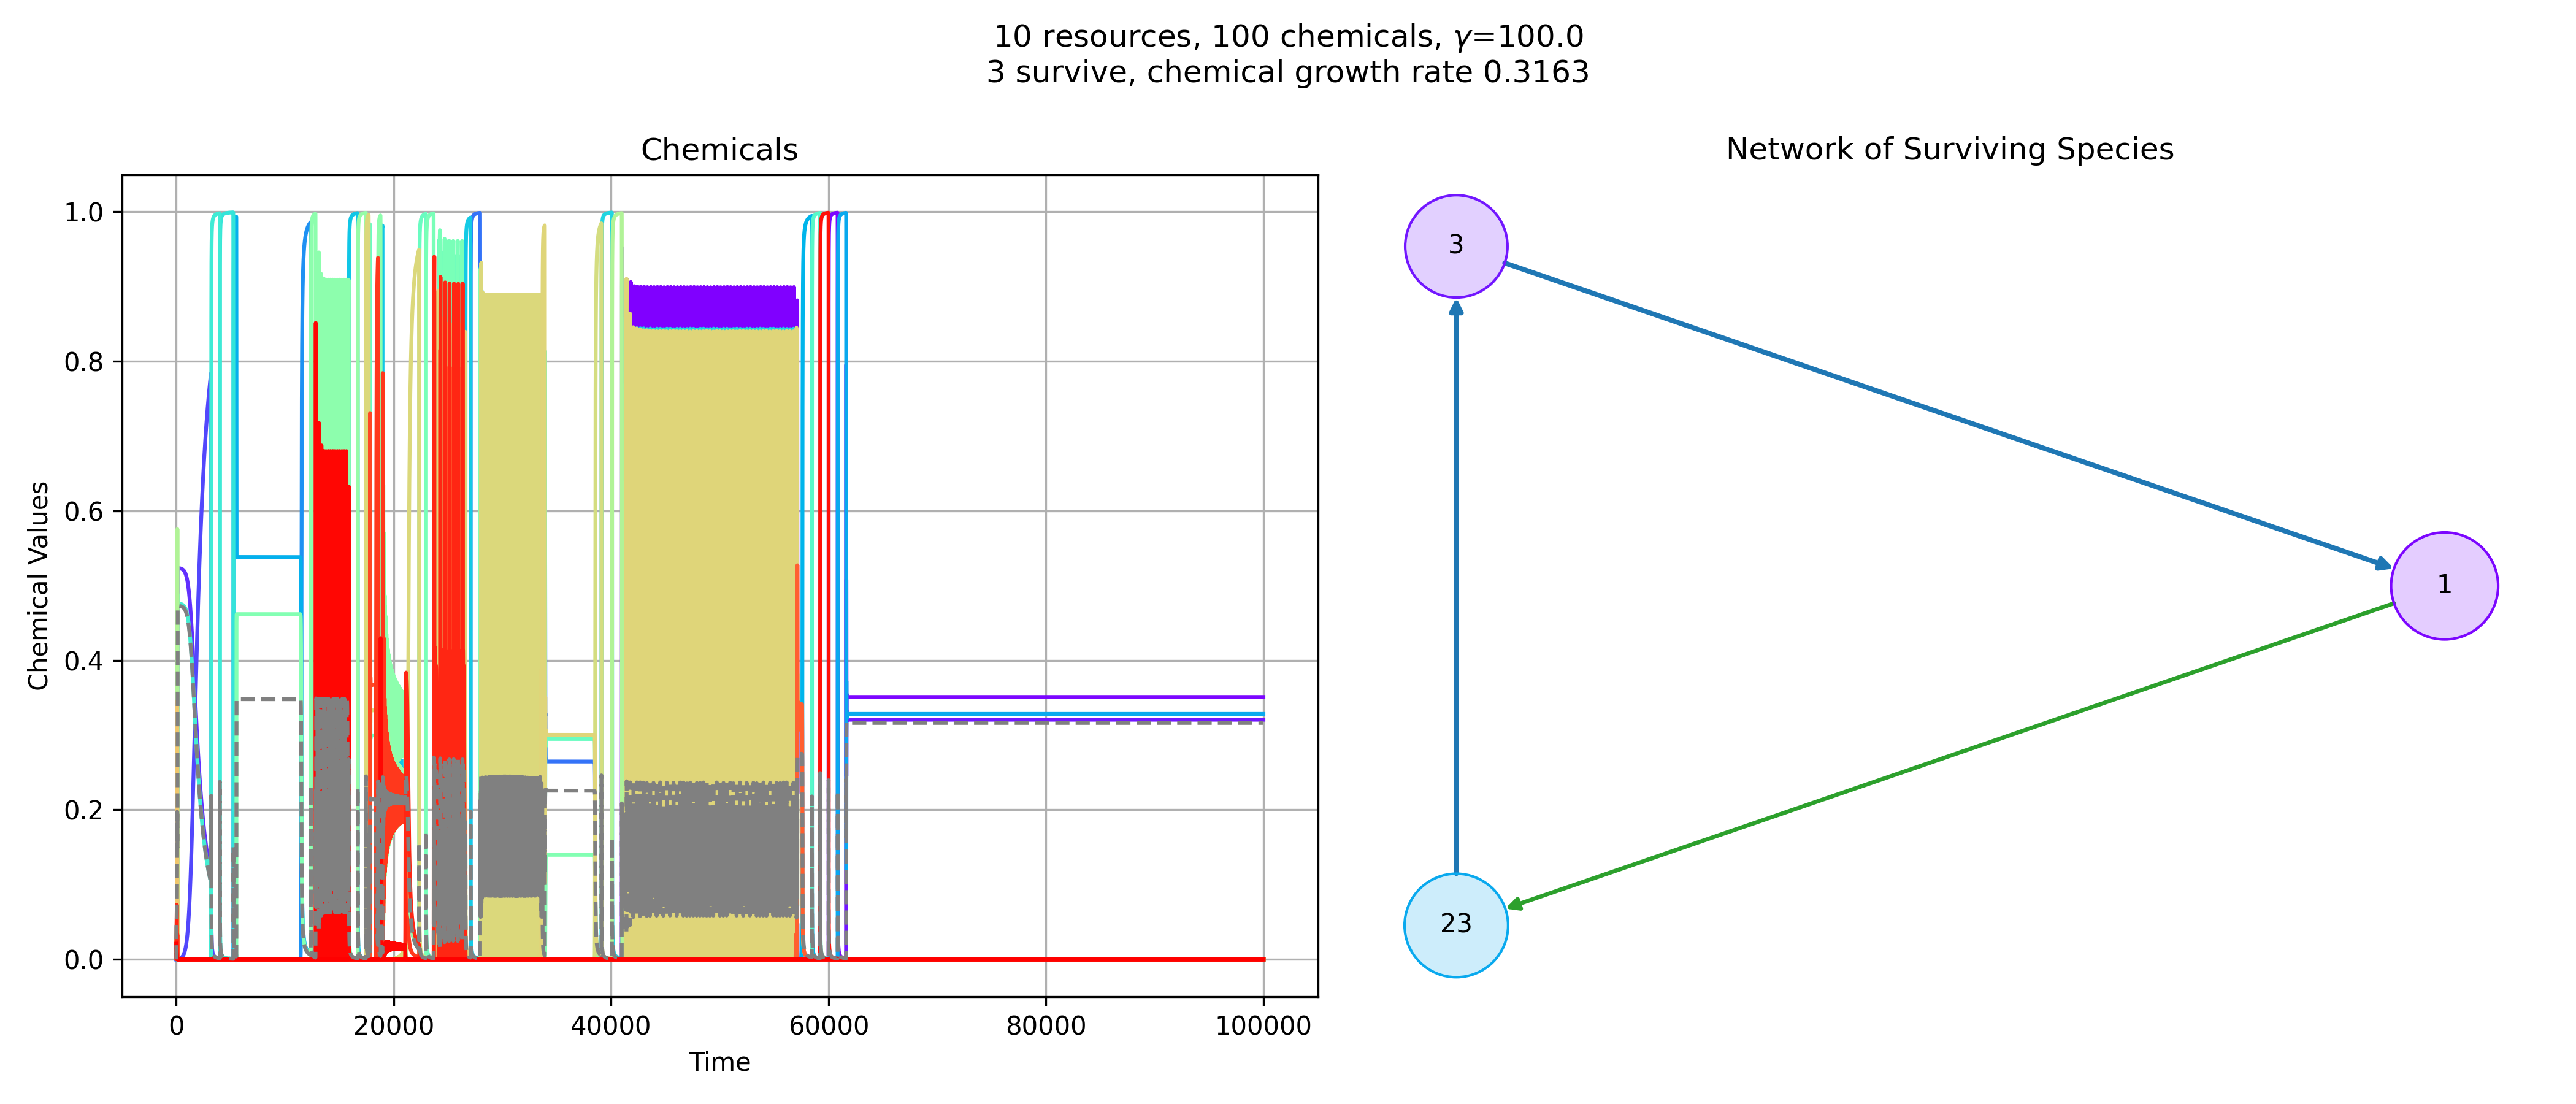 10 resources, 100 chemicals, γ=100.0
3 survive, chemical growth rate 0.3163
Chemicals
Network of Surviving Species
Chemical Values
1.0
0.8
0.6
0.4
0.2
0.0
0
20000
40000
60000
80000
100000
Time
3
1
23